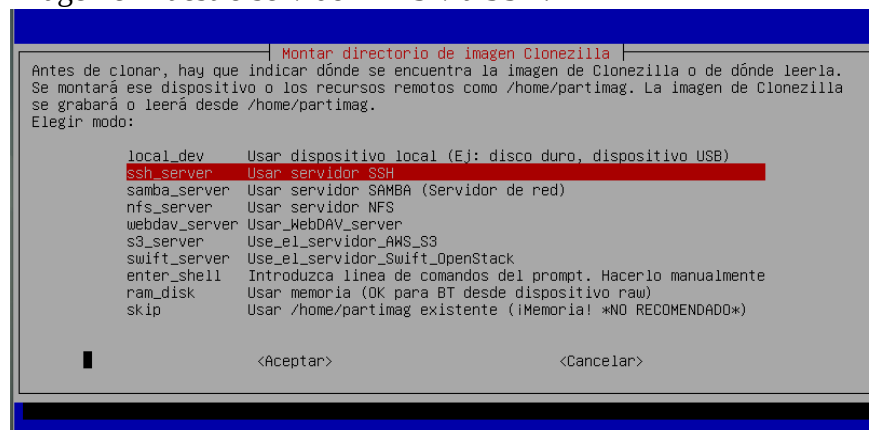 Montar directorio de imagen Clonezilla
Antes de clonar, hay que indicar dónde se encuentra la imagen de Clonezilla o de dónde leerla.
Se montará ese dispositivo o los recursos remotos como /home/partimag. La imagen de Clonezilla
se grabará o leerá desde /home/partimag.
Elegir modo:
local_dev Usar dispositivo local (Ej: disco duro, dispositivo USB)
ssh_server Usar servidor SSH
samba_server Usar servidor SAMBA (Servidor de red)
nfs_server Usar servidor NFS
webdav_server Usar_WebDAV_server
s3_server Use_el_servidor_AWS_S3
swift_server Use_el_servidor_Swift_OpenStack
enter_shell Introduzca linea de comandos del prompt. Hacerlo manualmente
ram_disk Usar memoria (OK para BT desde dispositivo raw)
skip Usar /home/partimag existente (¡Memoria! *NO RECOMENDADO*)
<Aceptar> <Cancelar>